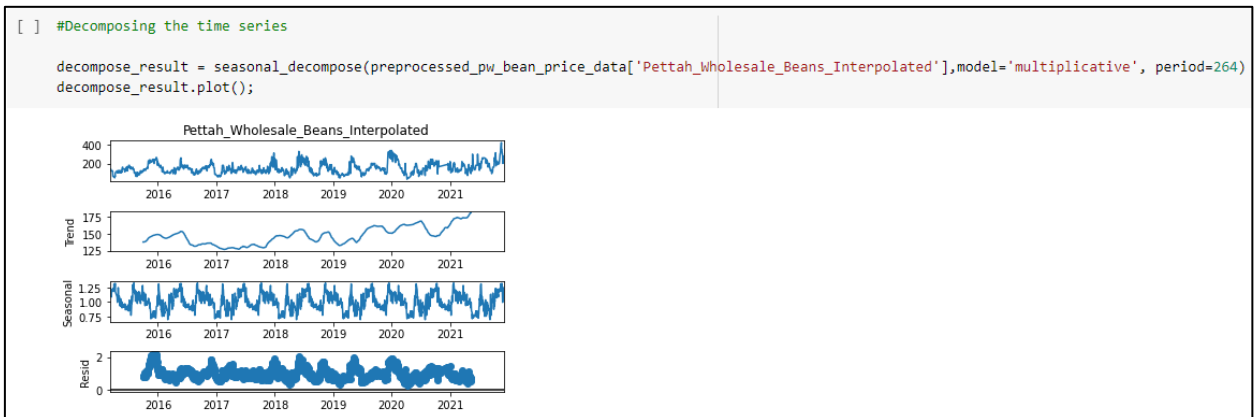 [ ] #Decomposing the time series
decompose_result = seasonal_decompose(preprocessed_pw_bean_price_data['Pettah_Wholesale_Beans_Interpolated'],model='multiplicative', period=264)
decompose_result.plot();
Pettah_Wholesale_Beans_Interpolated
400
200
2016 2017 2018 2019 2020 2021
Trend
175
150
125
2016 2017 2018 2019 2020 2021
Seasonal
1.25
1.00
0.75
2016 2017 2018 2019 2020 2021
Resid
2
0
2016 2017 2018 2019 2020 2021